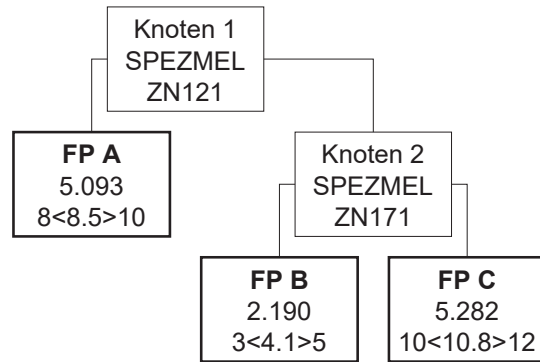 Knoten 1
SPEZMEL
ZN121
FP A
5.093
8<8.5>10
Knoten 2
SPEZMEL
ZN171
FP B
2.190
3<4.1>5
FP C
5.282
10<10.8>12